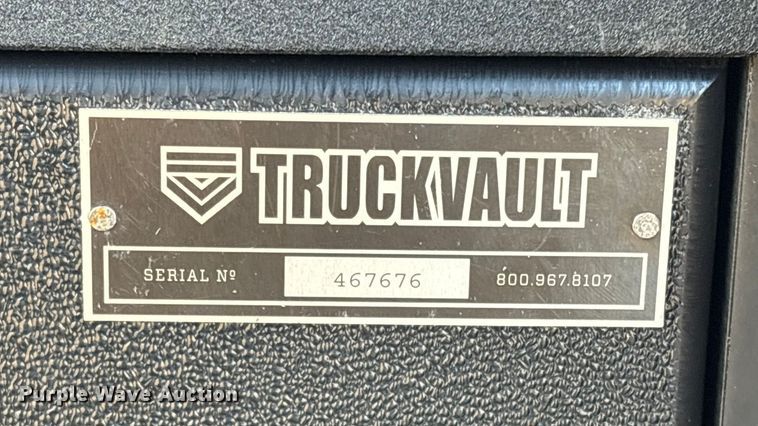 TRUCKVAULT
SERIAL Nº 467676 800.967.8107
Purple Wave Auction